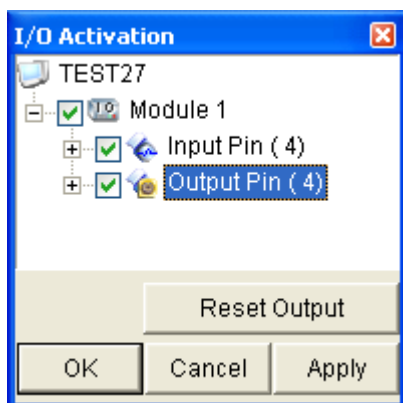 I/O Activation
TEST27
Module 1
Input Pin ( 4)
Output Pin ( 4)
Reset Output
OK Cancel Apply